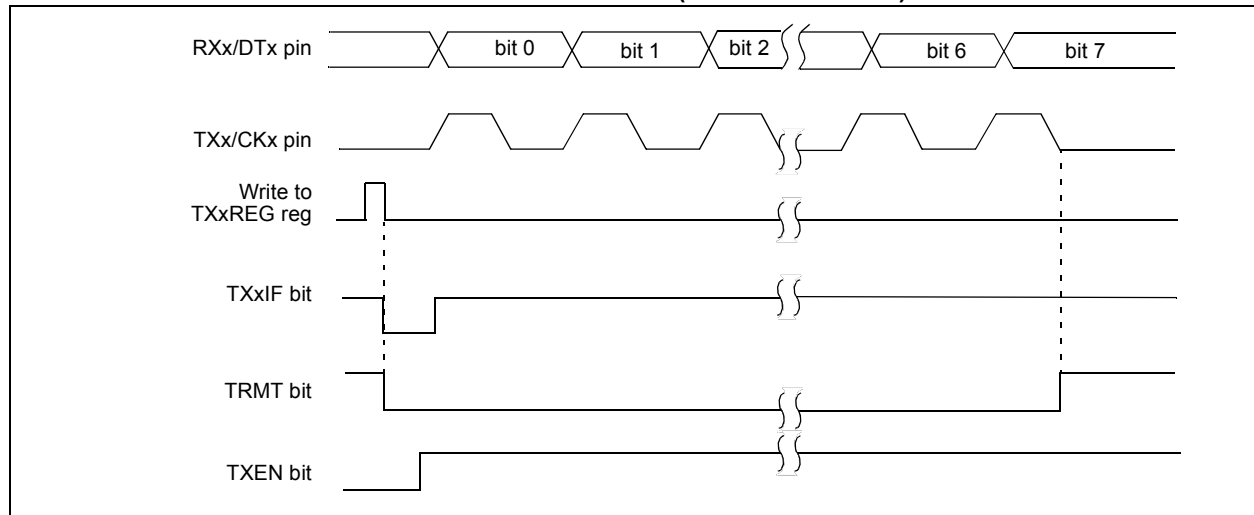 RXx/DTx pin
bit 0
bit 1
bit 2
bit 6
bit 7
TXx/CKx pin
Write to
TXxREG reg
TXxIF bit
TRMT bit
TXEN bit